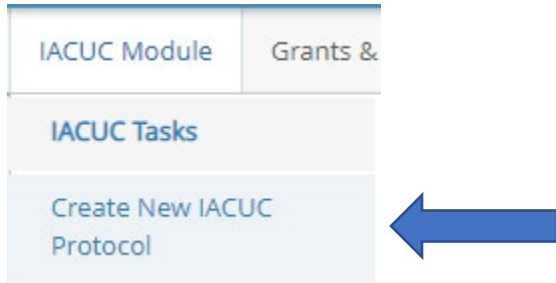 IACUC Module Grants &
IACUC Tasks
Create New IACUC
Protocol